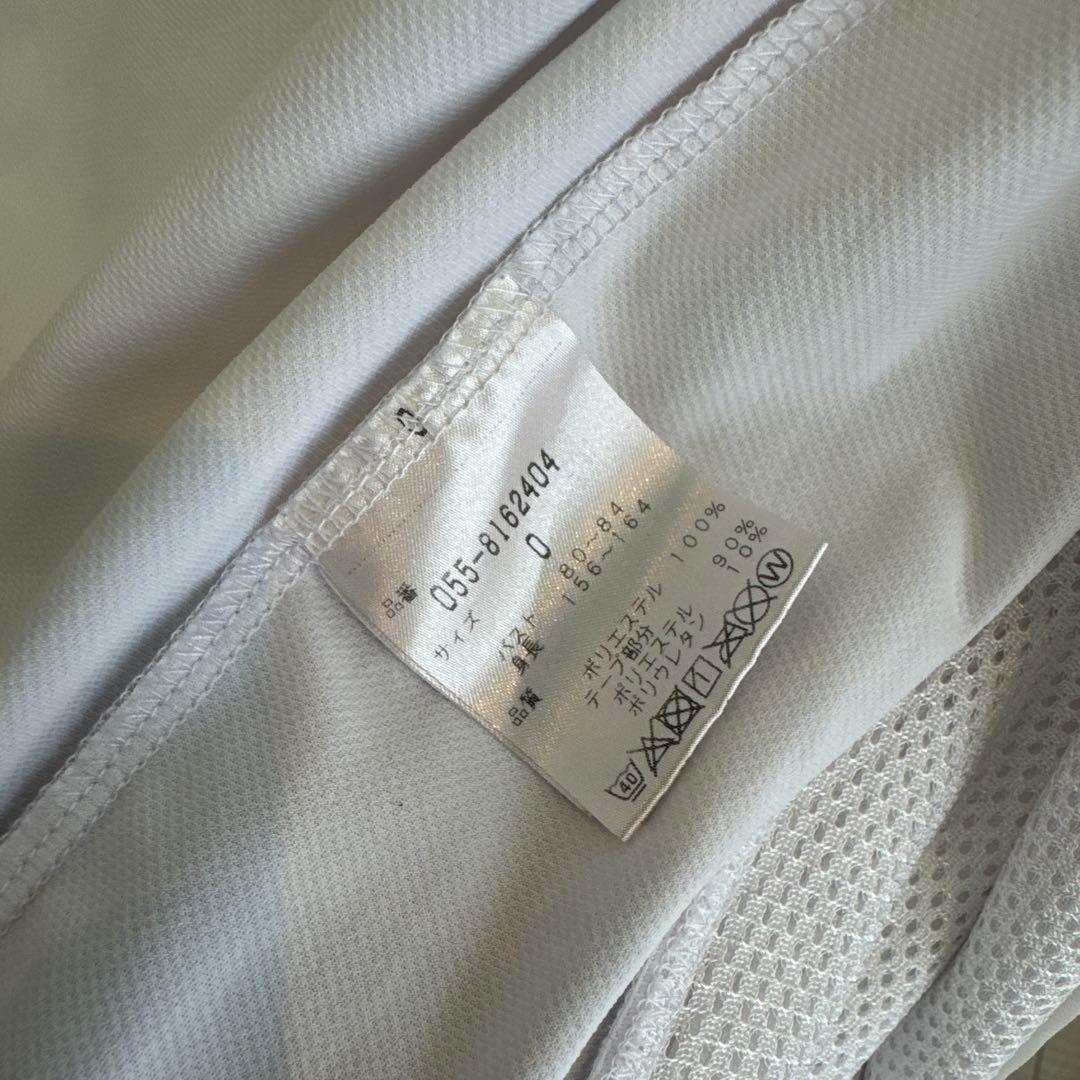 品番
055-8162404
サイズ 0
バスト 80~84
身長 156~164
品質
ポリエステル 100%
テープ部分
ポリエステル 90%
ポリウレタン 10%
40 W